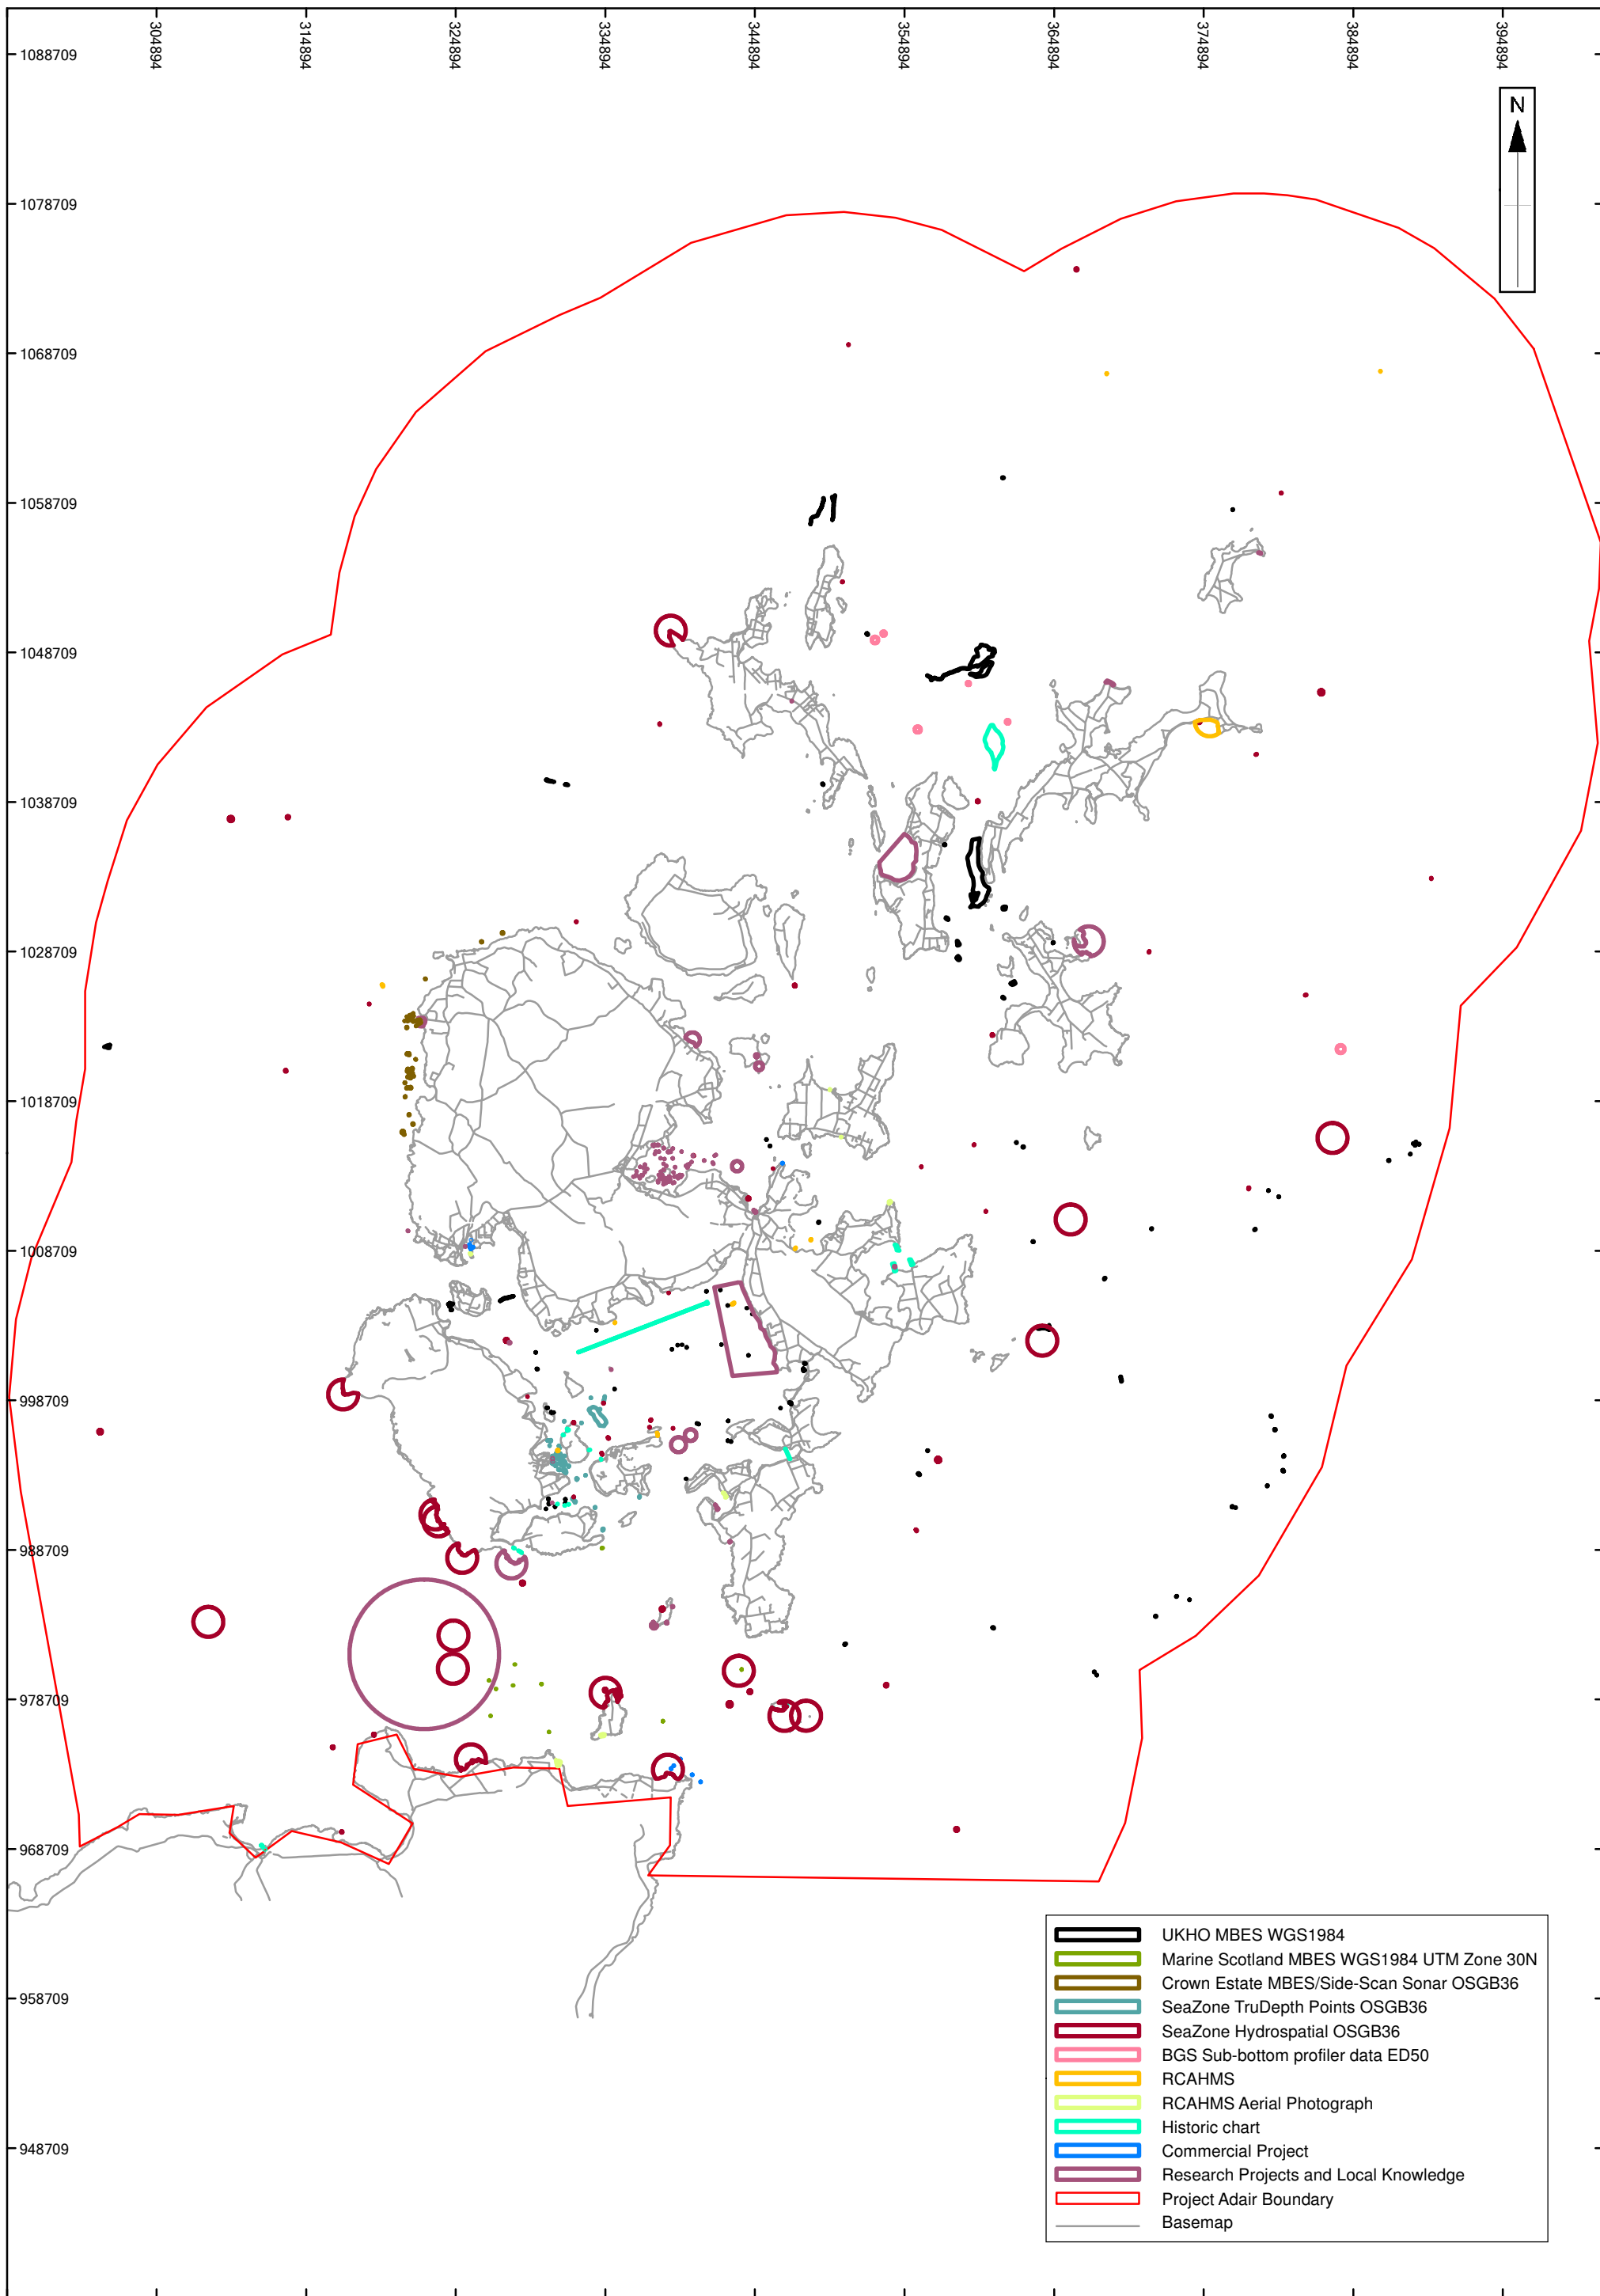 304894
314894
324894
334894
344894
354894
364894
374894
384894
394894
1088709
N
1078709
1068709
1058709
1048709
1038709
1028709
1018709
1008709
998709
988709
978709
968709
958709
948709
UKHO MBES WGS1984
Marine Scotland MBES WGS1984 UTM Zone 30N
Crown Estate MBES/Side-Scan Sonar OSGB36
SeaZone TruDepth Points OSGB36
SeaZone Hydrospatial OSGB36
BGS Sub-bottom profiler data ED50
RCAHMS
RCAHMS Aerial Photograph
Historic chart
Commercial Project
Research Projects and Local Knowledge
Project Adair Boundary
Basemap